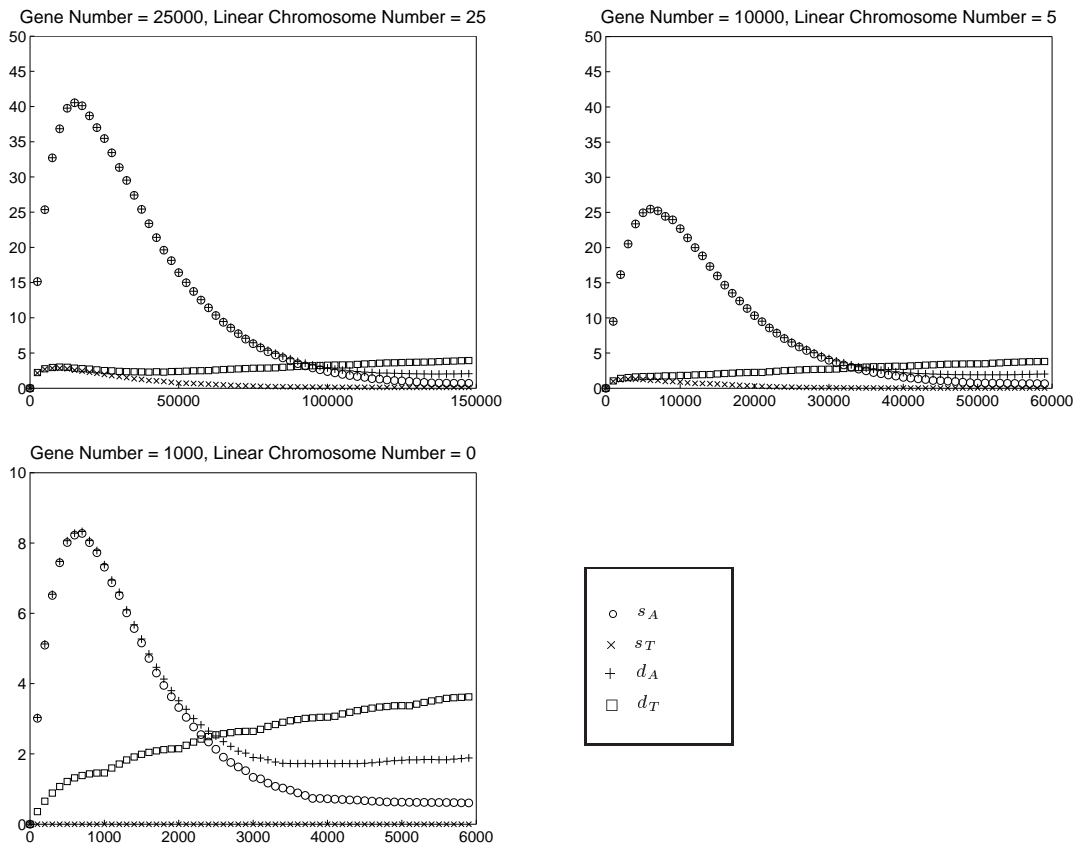 Gene Number = 25000, Linear Chromosome Number = 25
50
45
40
35
30
25
20
15
10
5
0
0 50000 100000 150000
Gene Number = 10000, Linear Chromosome Number = 5
50
45
40
35
30
25
20
15
10
5
0
0 10000 20000 30000 40000 50000 60000
Gene Number = 1000, Linear Chromosome Number = 0
10
8
6
4
2
0
0 1000 2000 3000 4000 5000 6000
s_A
s_T
d_A
d_T